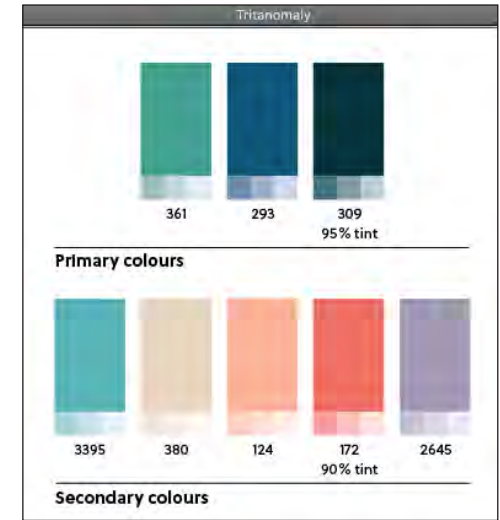 Tritanomaly
361 293 309
95% tint
Primary colours
3395 380 124 172 2645
90% tint
Secondary colours